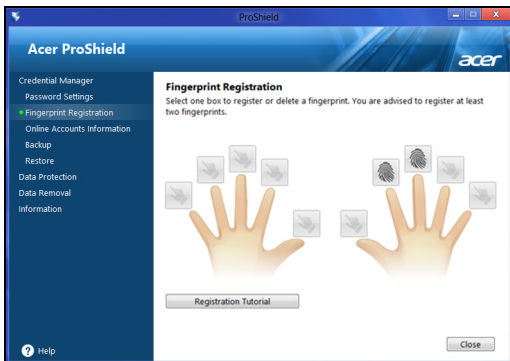 ProShield
Acer ProShield
acer
Credential Manager
Password Settings
Fingerprint Registration
Online Accounts Information
Backup
Restore
Data Protection
Data Removal
Information
Fingerprint Registration
Select one box to register or delete a fingerprint. You are advised to register at least
two fingerprints.
Registration Tutorial
? Help
Close